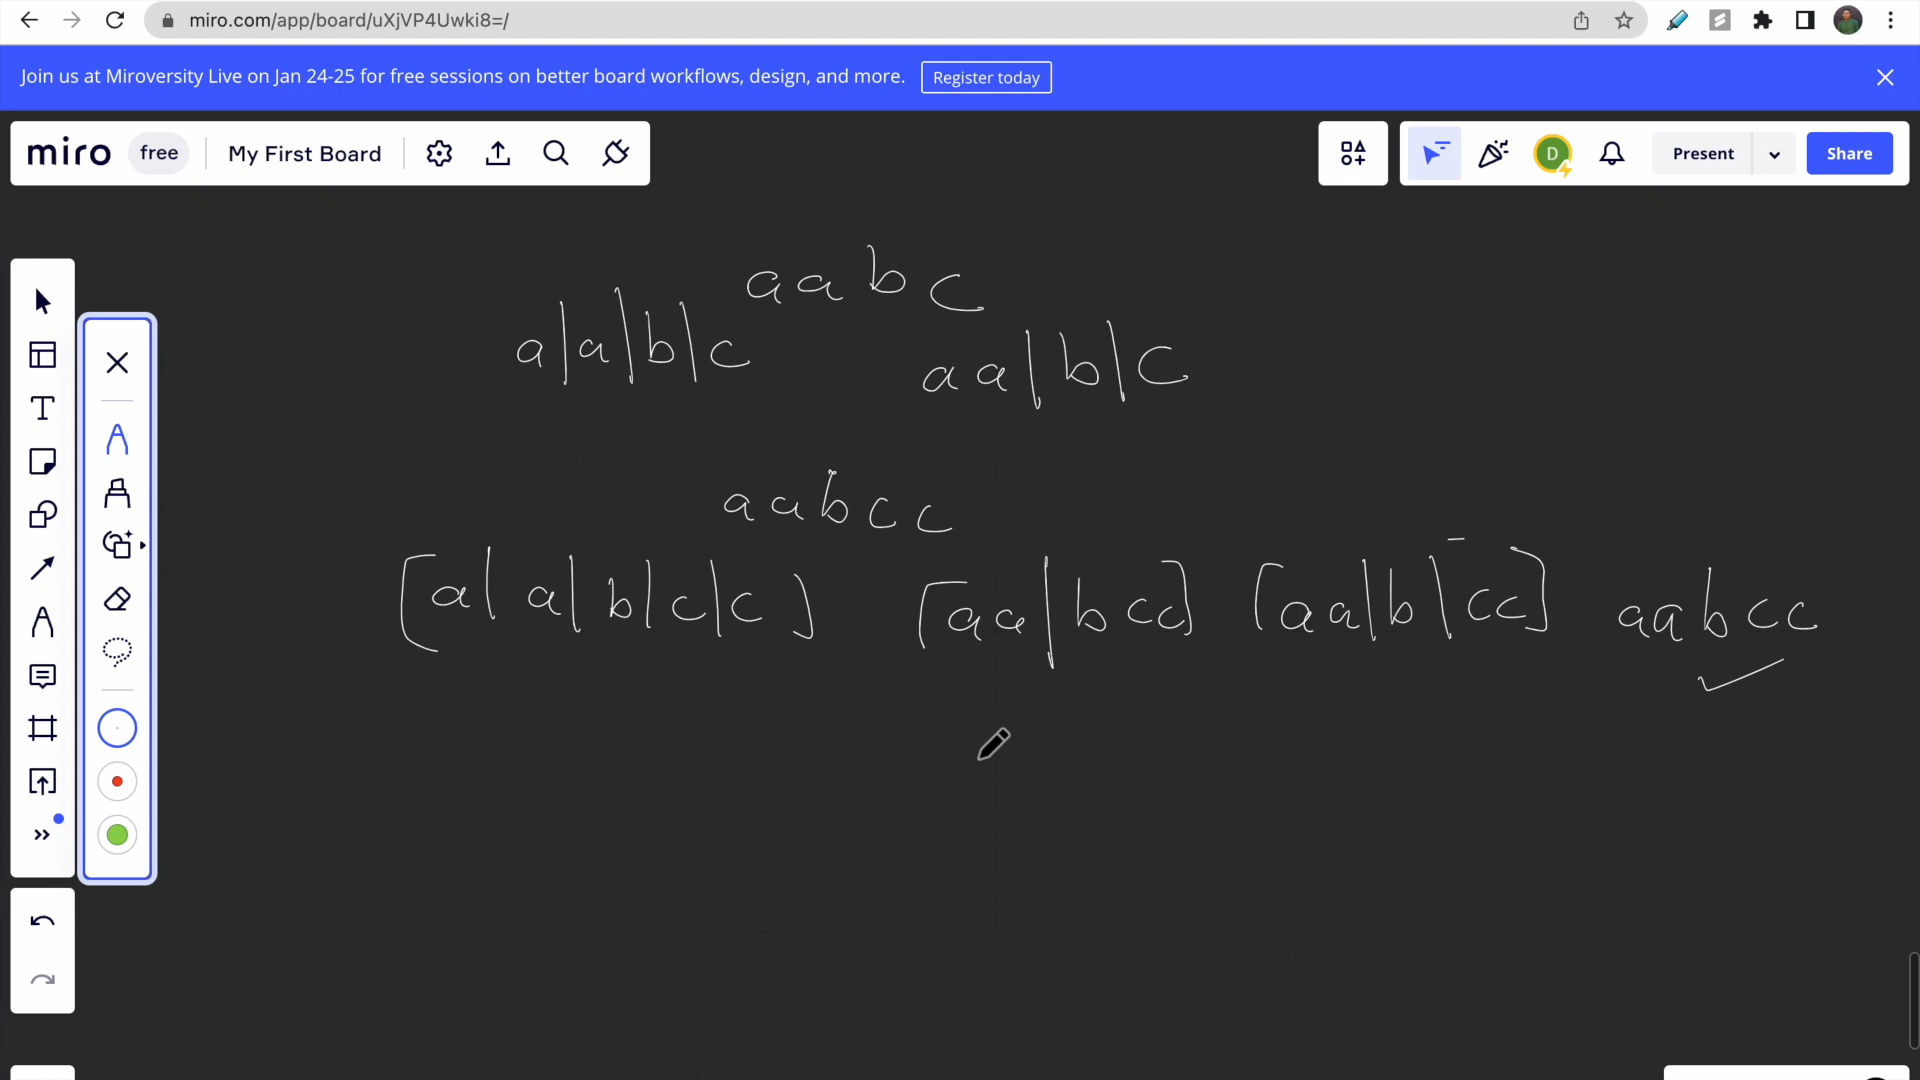 miro.com/app/board/uXjVP4Uwki8=/
Join us at Miroversity Live on Jan 24-25 for free sessions on better board workflows, design, and more. Register today
miro free My First Board D Present Share
a a b c
a|a|b|c
aa|b|c
a a b c c
[a|a|b|c|c] [aa|bcc] [aa|b|cc] aabcc